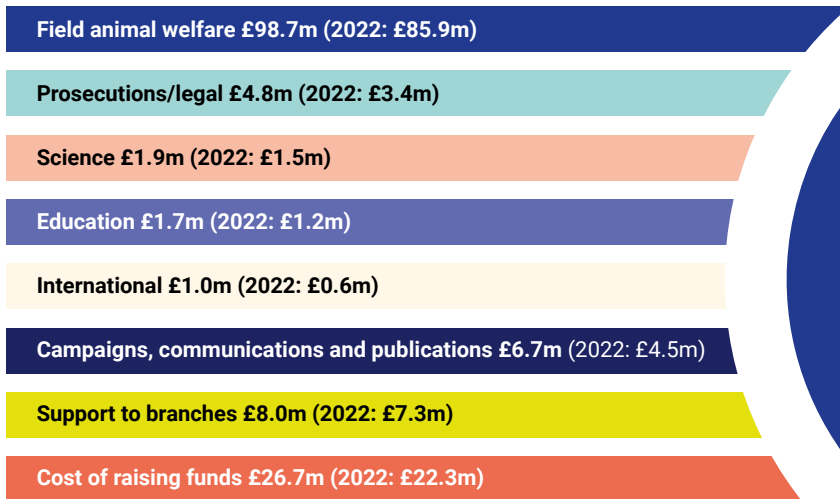 Field animal welfare £98.7m (2022: £85.9m)
Prosecutions/legal £4.8m (2022: £3.4m)
Science £1.9m (2022: £1.5m)
Education £1.7m (2022: £1.2m)
International £1.0m (2022: £0.6m)
Campaigns, communications and publications £6.7m (2022: £4.5m)
Support to branches £8.0m (2022: £7.3m)
Cost of raising funds £26.7m (2022: £22.3m)